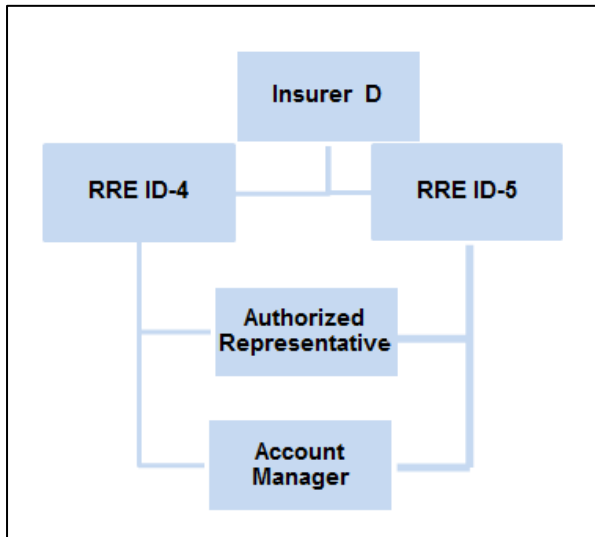 Insurer D
RRE ID-4
RRE ID-5
Authorized
Representative
Account
Manager